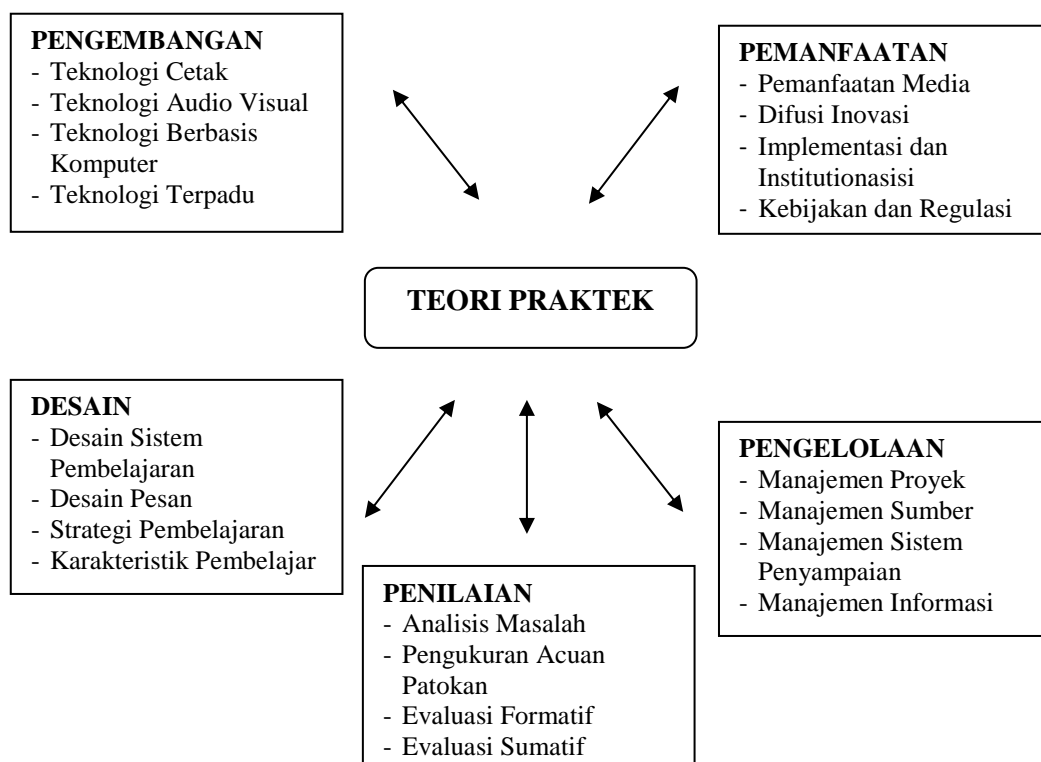 PENGEMBANGAN
- Teknologi Cetak
- Teknologi Audio Visual
- Teknologi Berbasis
Komputer
- Teknologi Terpadu
PEMANFAATAN
- Pemanfaatan Media
- Difusi Inovasi
- Implementasi dan
Institutionasisi
- Kebijakan dan Regulasi
TEORI PRAKTEK
DESAIN
- Desain Sistem
Pembelajaran
- Desain Pesan
- Strategi Pembelajaran
- Karakteristik Pembelajar
PENILAIAN
- Analisis Masalah
- Pengukuran Acuan
Patokan
- Evaluasi Formatif
- Evaluasi Sumatif
PENGELOLAAN
- Manajemen Proyek
- Manajemen Sumber
- Manajemen Sistem
Penyampaian
- Manajemen Informasi